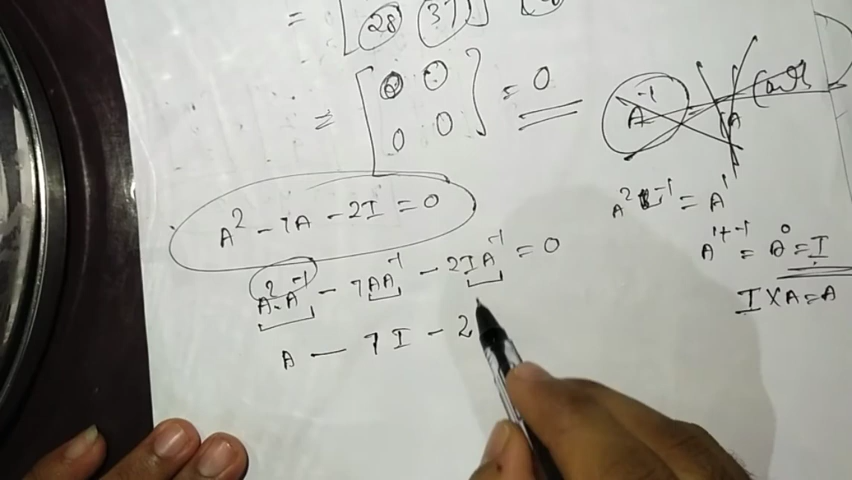 = [ 28 37 ]
= [ 0 0
0 0 ] = 0
A² - 7A - 2I = 0
A²·A⁻¹ - 7AA⁻¹ - 2IA⁻¹ = 0
A - 7I - 2
A⁻¹
A² A⁻¹ = A¹
A¹⁺⁻¹ = A⁰ = I
I × A = A